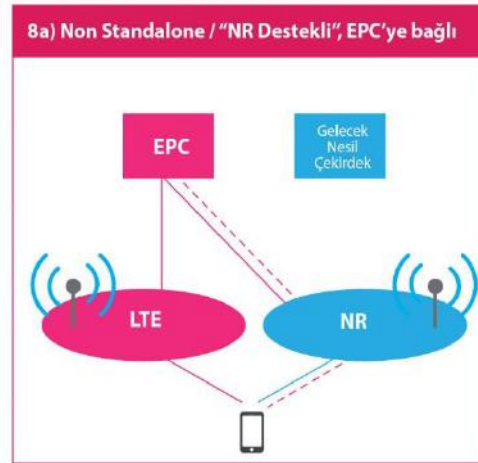 8a) Non Standalone / “NR Destekli”, EPC’ye bağlı
EPC
Gelecek
Nesil
Çekirdek
LTE
NR